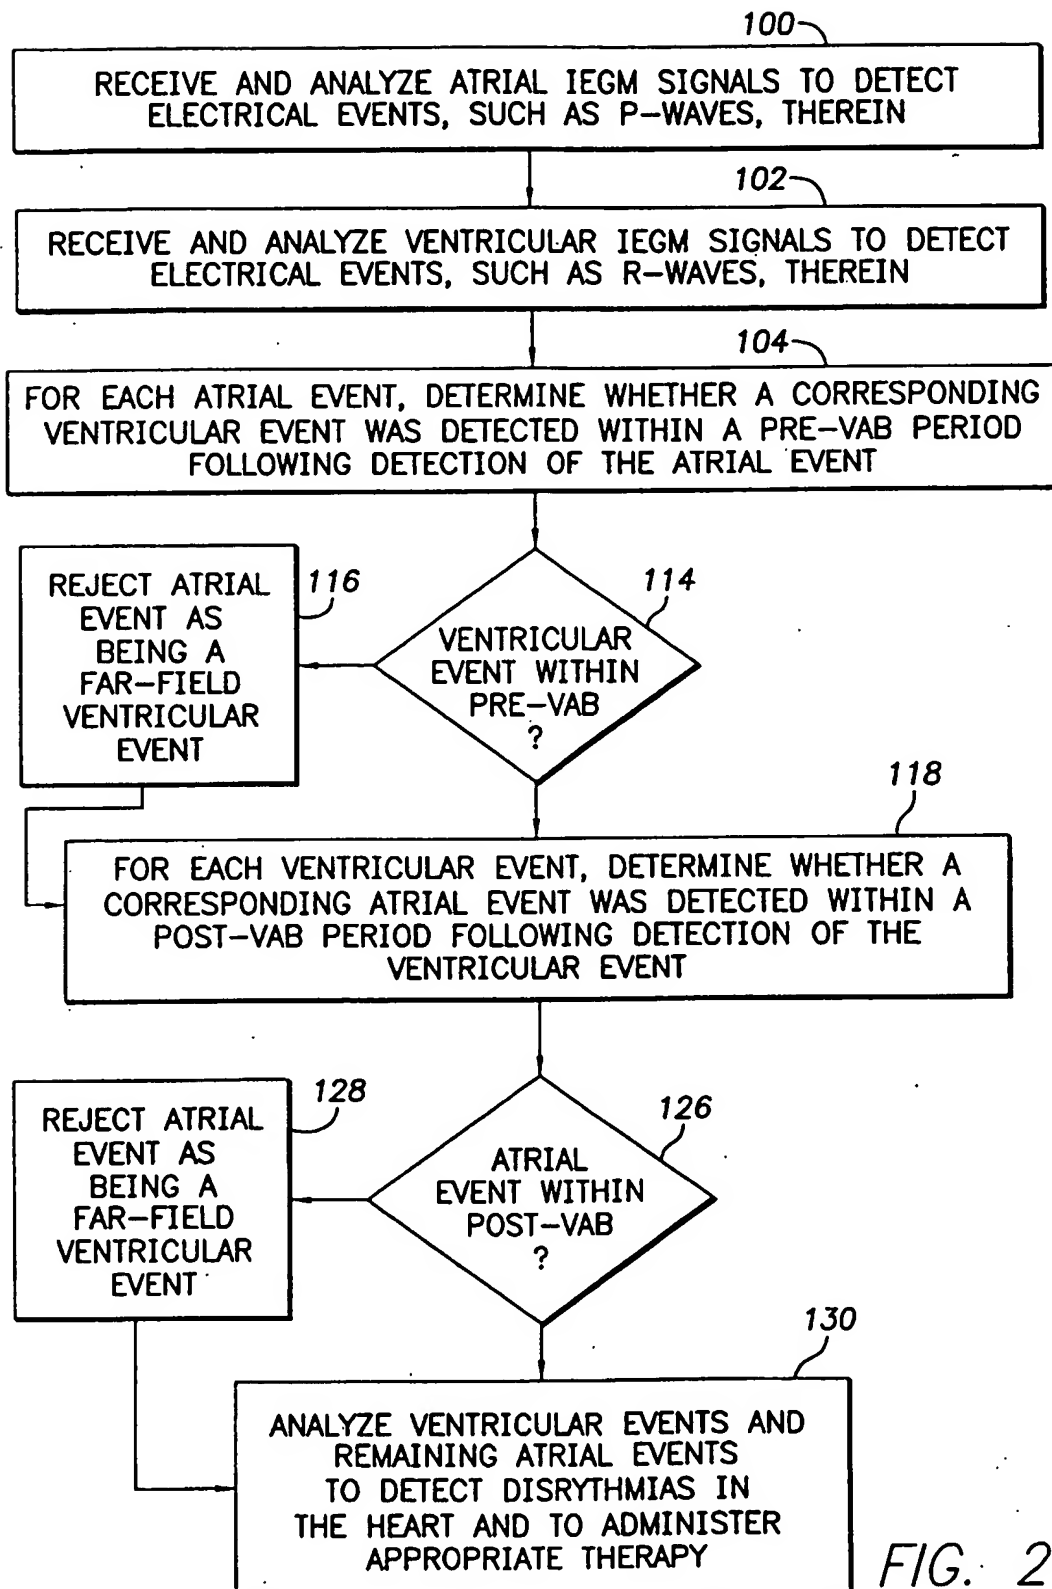 100
RECEIVE AND ANALYZE ATRIAL IEGM SIGNALS TO DETECT
ELECTRICAL EVENTS, SUCH AS P-WAVES, THEREIN
102
RECEIVE AND ANALYZE VENTRICULAR IEGM SIGNALS TO DETECT
ELECTRICAL EVENTS, SUCH AS R-WAVES, THEREIN
104
FOR EACH ATRIAL EVENT, DETERMINE WHETHER A CORRESPONDING
VENTRICULAR EVENT WAS DETECTED WITHIN A PRE-VAB PERIOD
FOLLOWING DETECTION OF THE ATRIAL EVENT
114
VENTRICULAR
EVENT WITHIN
PRE-VAB
?
116
REJECT ATRIAL
EVENT AS
BEING A
FAR-FIELD
VENTRICULAR
EVENT
118
FOR EACH VENTRICULAR EVENT, DETERMINE WHETHER A
CORRESPONDING ATRIAL EVENT WAS DETECTED WITHIN A
POST-VAB PERIOD FOLLOWING DETECTION OF THE
VENTRICULAR EVENT
126
ATRIAL
EVENT WITHIN
POST-VAB
?
128
REJECT ATRIAL
EVENT AS
BEING A
FAR-FIELD
VENTRICULAR
EVENT
130
ANALYZE VENTRICULAR EVENTS AND
REMAINING ATRIAL EVENTS
TO DETECT DISRYTHMIAS IN
THE HEART AND TO ADMINISTER
APPROPRIATE THERAPY
FIG. 2